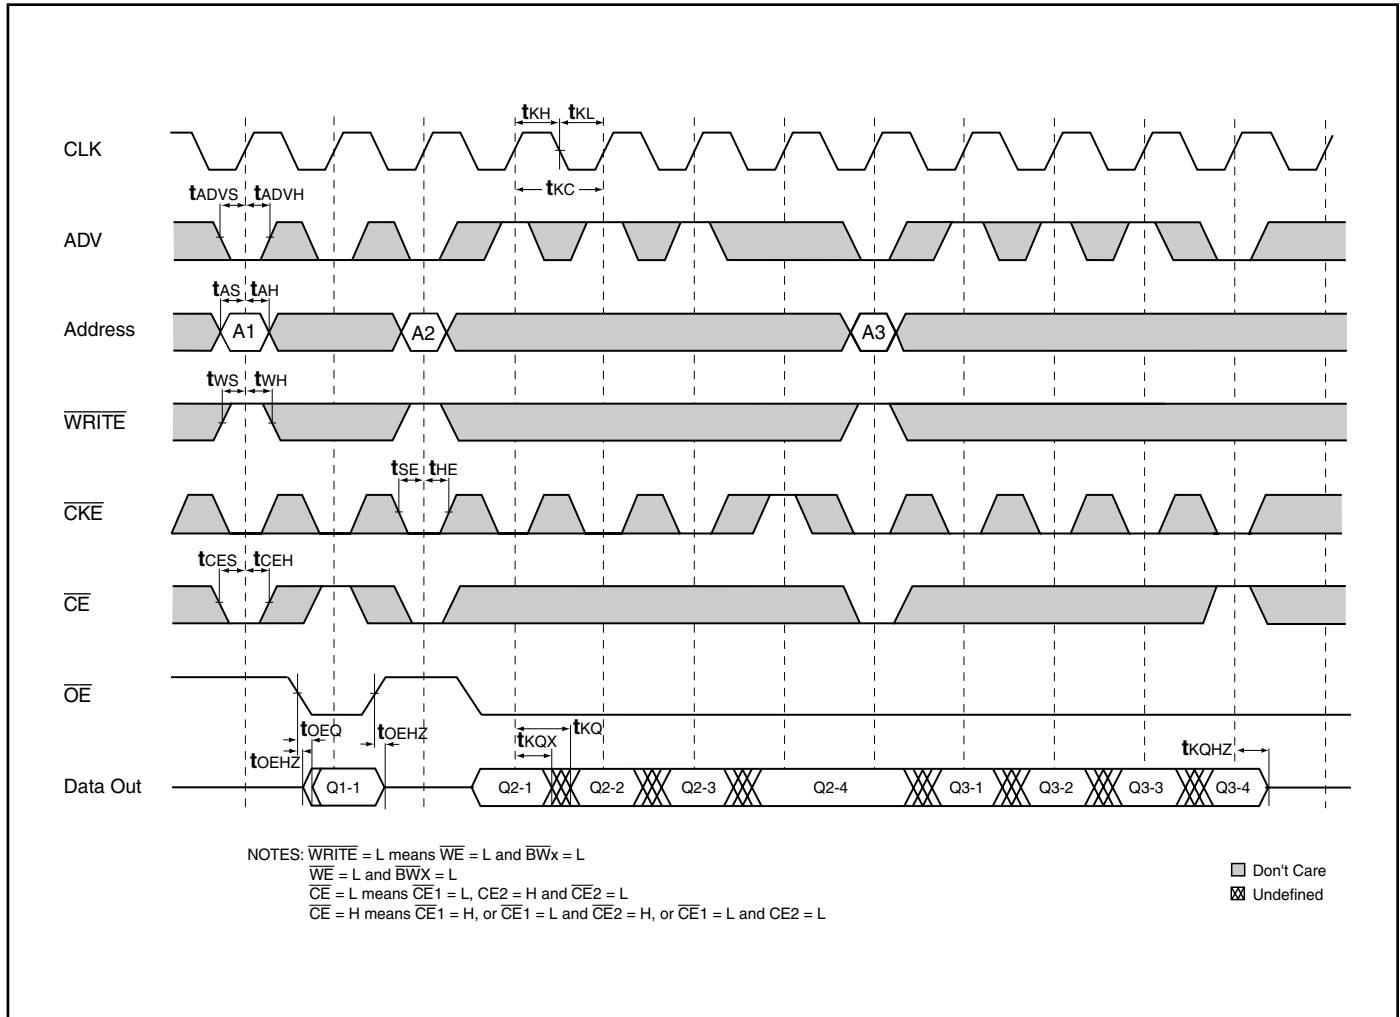 tKH tKL
CLK
tKC
tADVS tADVH
ADV
tAS tAH
Address
A1 A2 A3
tWS tWH
WRITE
tSE tHE
CKE
tCES tCEH
CE
OE
tOEQ tOEHZ tKQ
tOEHZ tKQX tKQHZ
Data Out
Q1-1 Q2-1 Q2-2 Q2-3 Q2-4 Q3-1 Q3-2 Q3-3 Q3-4
NOTES: WRITE = L means WE = L and BWx = L
WE = L and BWX = L
CE = L means CE1 = L, CE2 = H and CE2 = L
CE = H means CE1 = H, or CE1 = L and CE2 = H, or CE1 = L and CE2 = L
Don't Care
Undefined